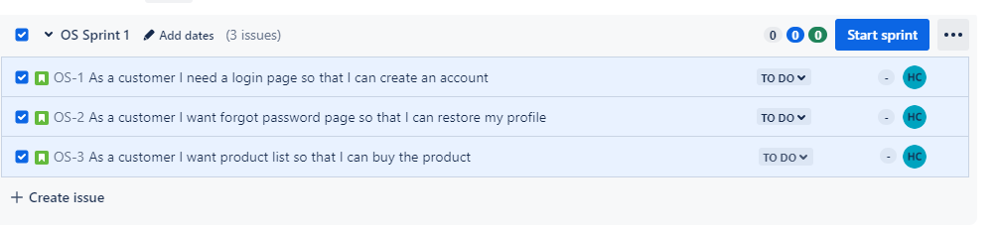 OS Sprint 1 Add dates (3 issues) 0 0 0 Start sprint
OS-1 As a customer I need a login page so that I can create an account TO DO - HC
OS-2 As a customer I want forgot password page so that I can restore my profile TO DO - HC
OS-3 As a customer I want product list so that I can buy the product TO DO - HC
+ Create issue